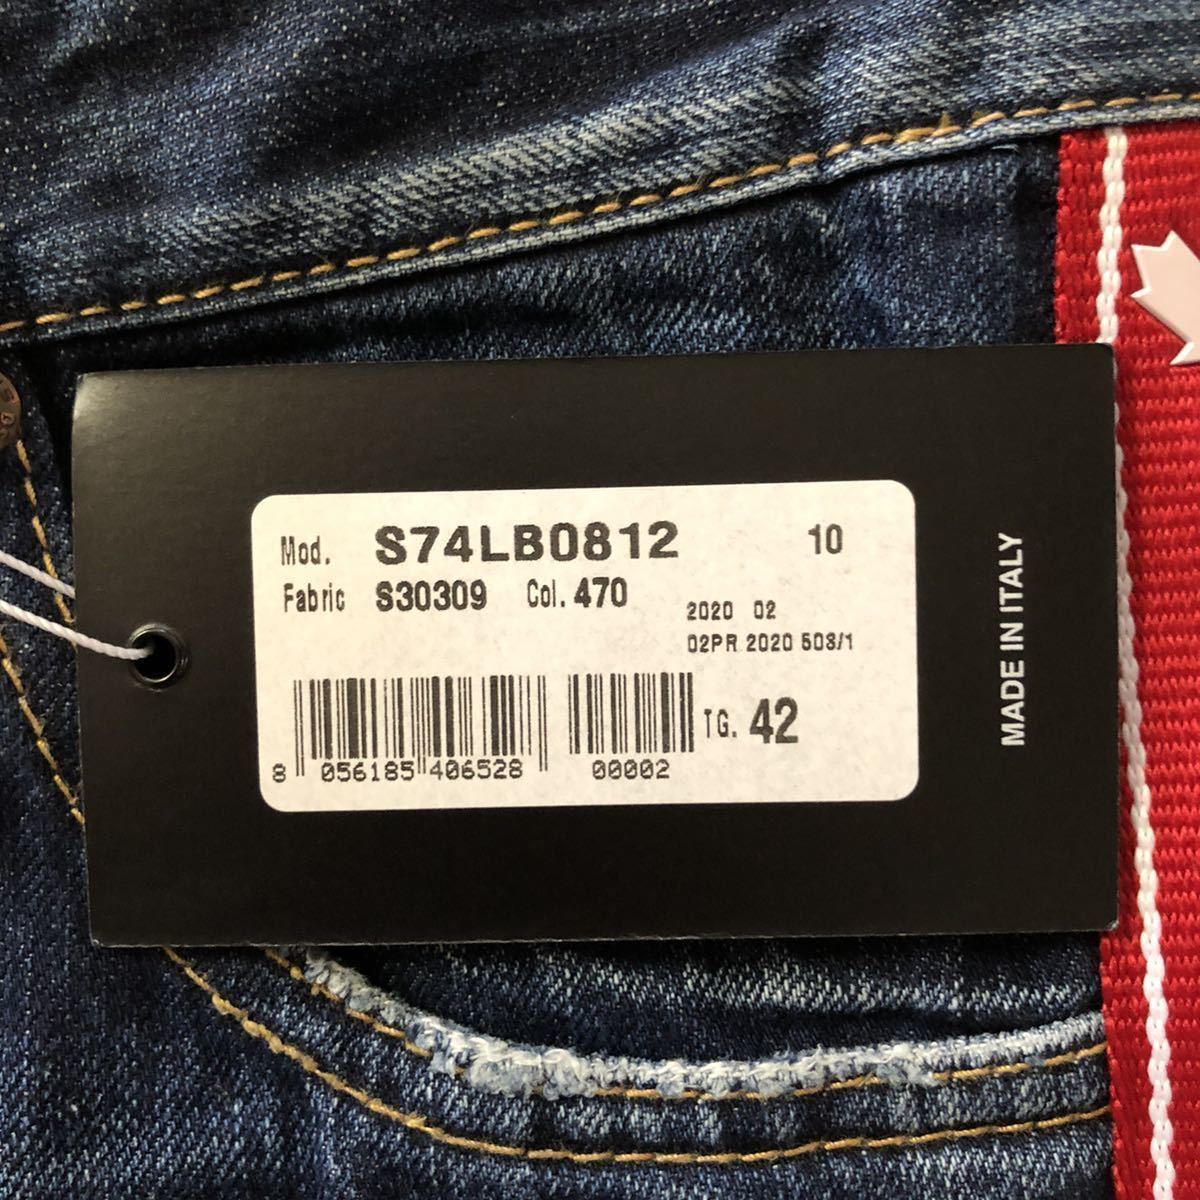 Mod. S74LB0812 10
Fabric S30309 Col. 470
2020 02
02PR 2020 508/1
TG. 42
8 056185 406528 00002
MADE IN ITALY